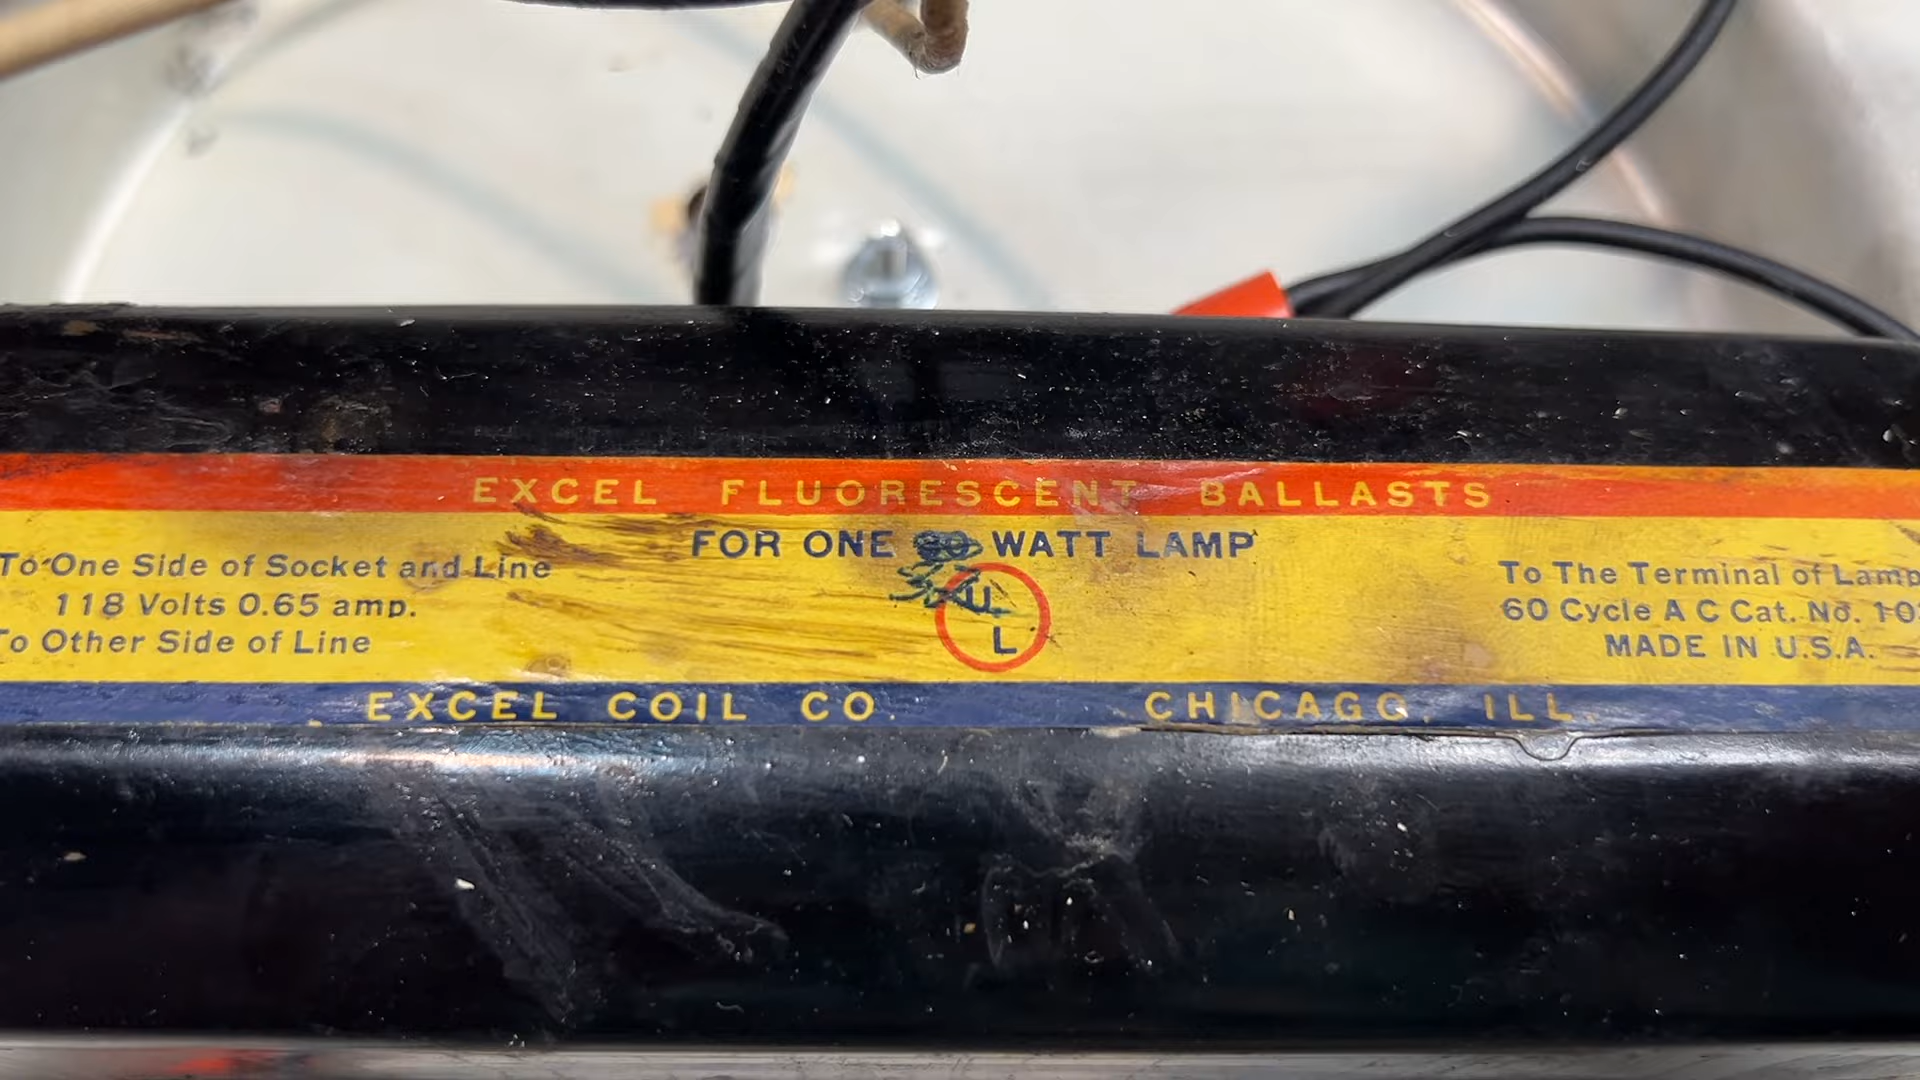 EXCEL FLUORESCENT BALLASTS
FOR ONE WATT LAMP
To One Side of Socket and Line
118 Volts 0.65 amp.
To Other Side of Line
U
L
To The Terminal of Lamp
60 Cycle A C Cat. No.
MADE IN U.S.A.
EXCEL COIL CO. CHICAGO, ILL.